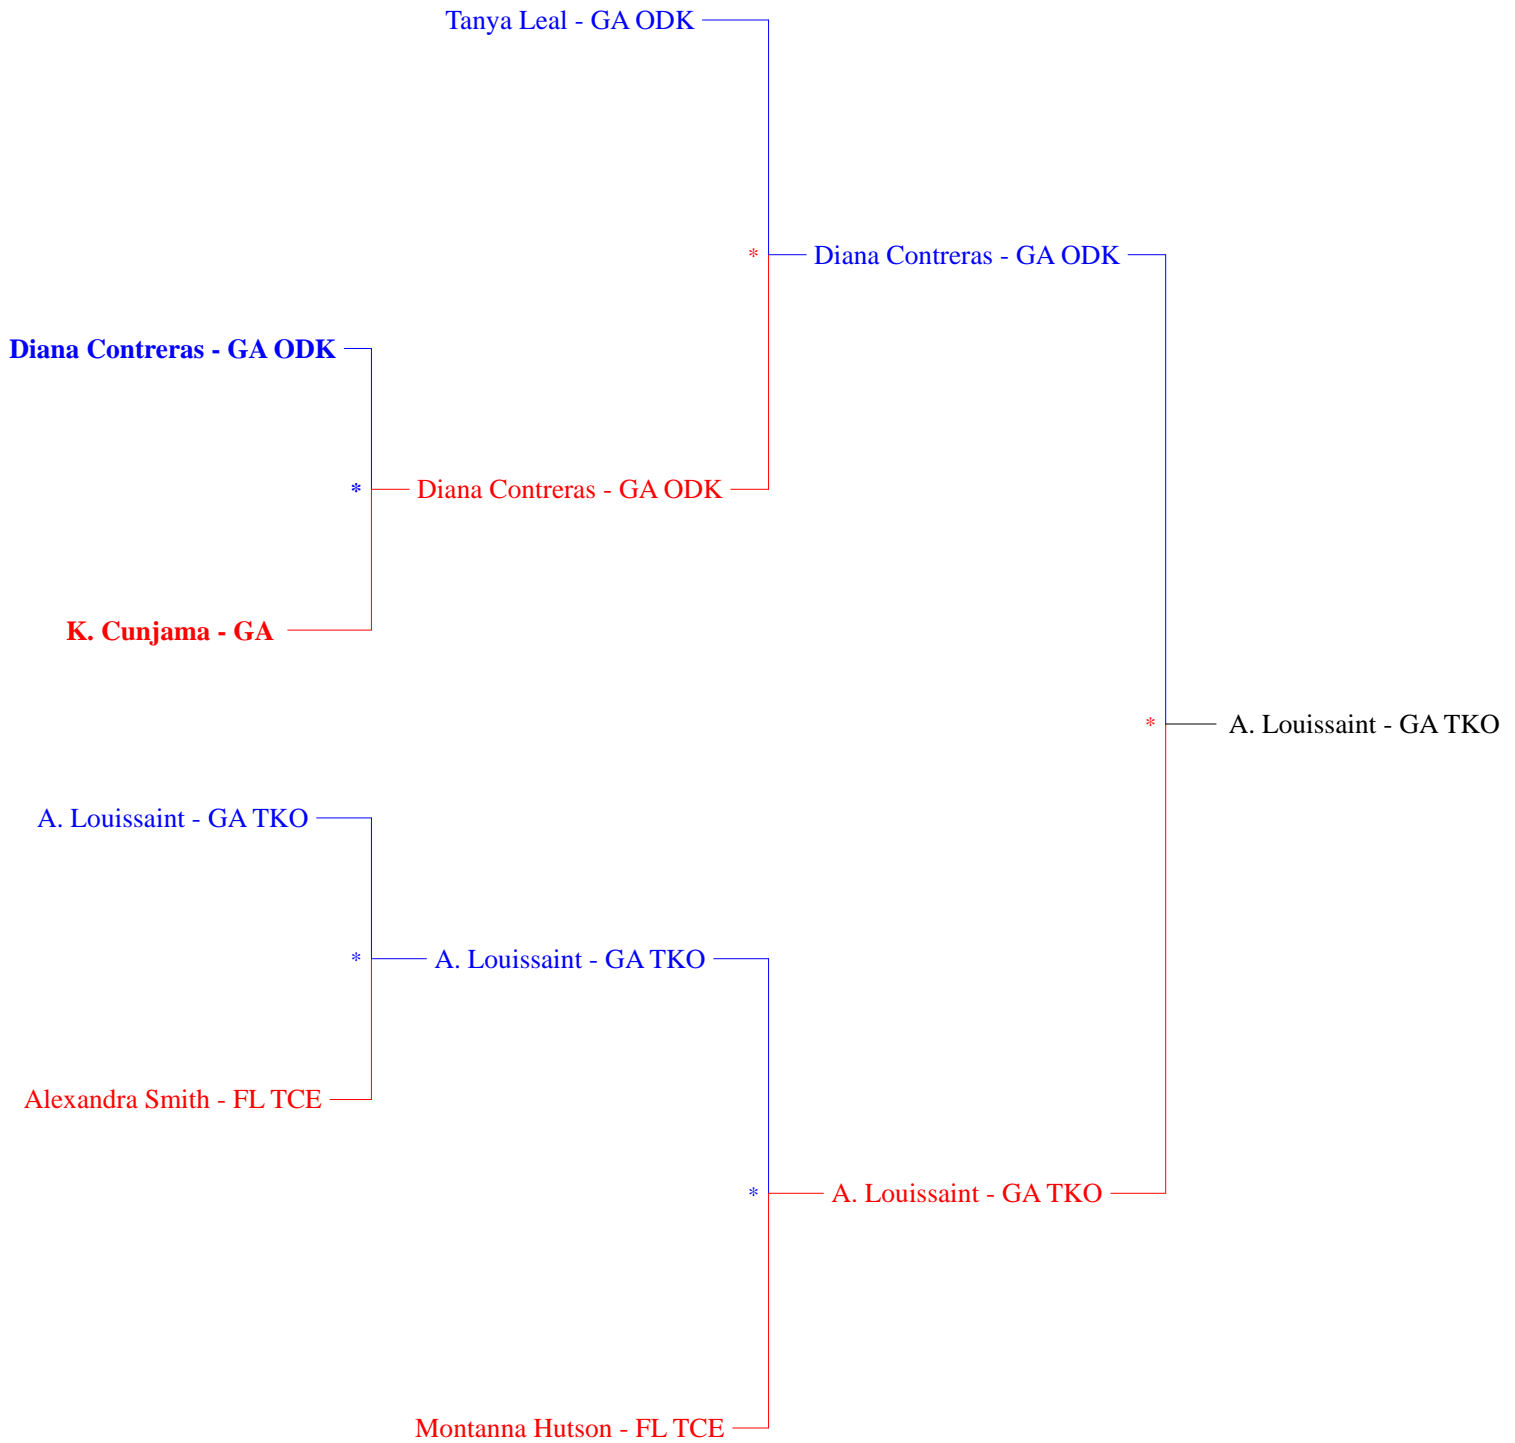 Tanya Leal - GA ODK
* Diana Contreras - GA ODK
Diana Contreras - GA ODK
* Diana Contreras - GA ODK
K. Cunjama - GA
* A. Louissaint - GA TKO
A. Louissaint - GA TKO
* A. Louissaint - GA TKO
Alexandra Smith - FL TCE
* A. Louissaint - GA TKO
Montanna Hutson - FL TCE